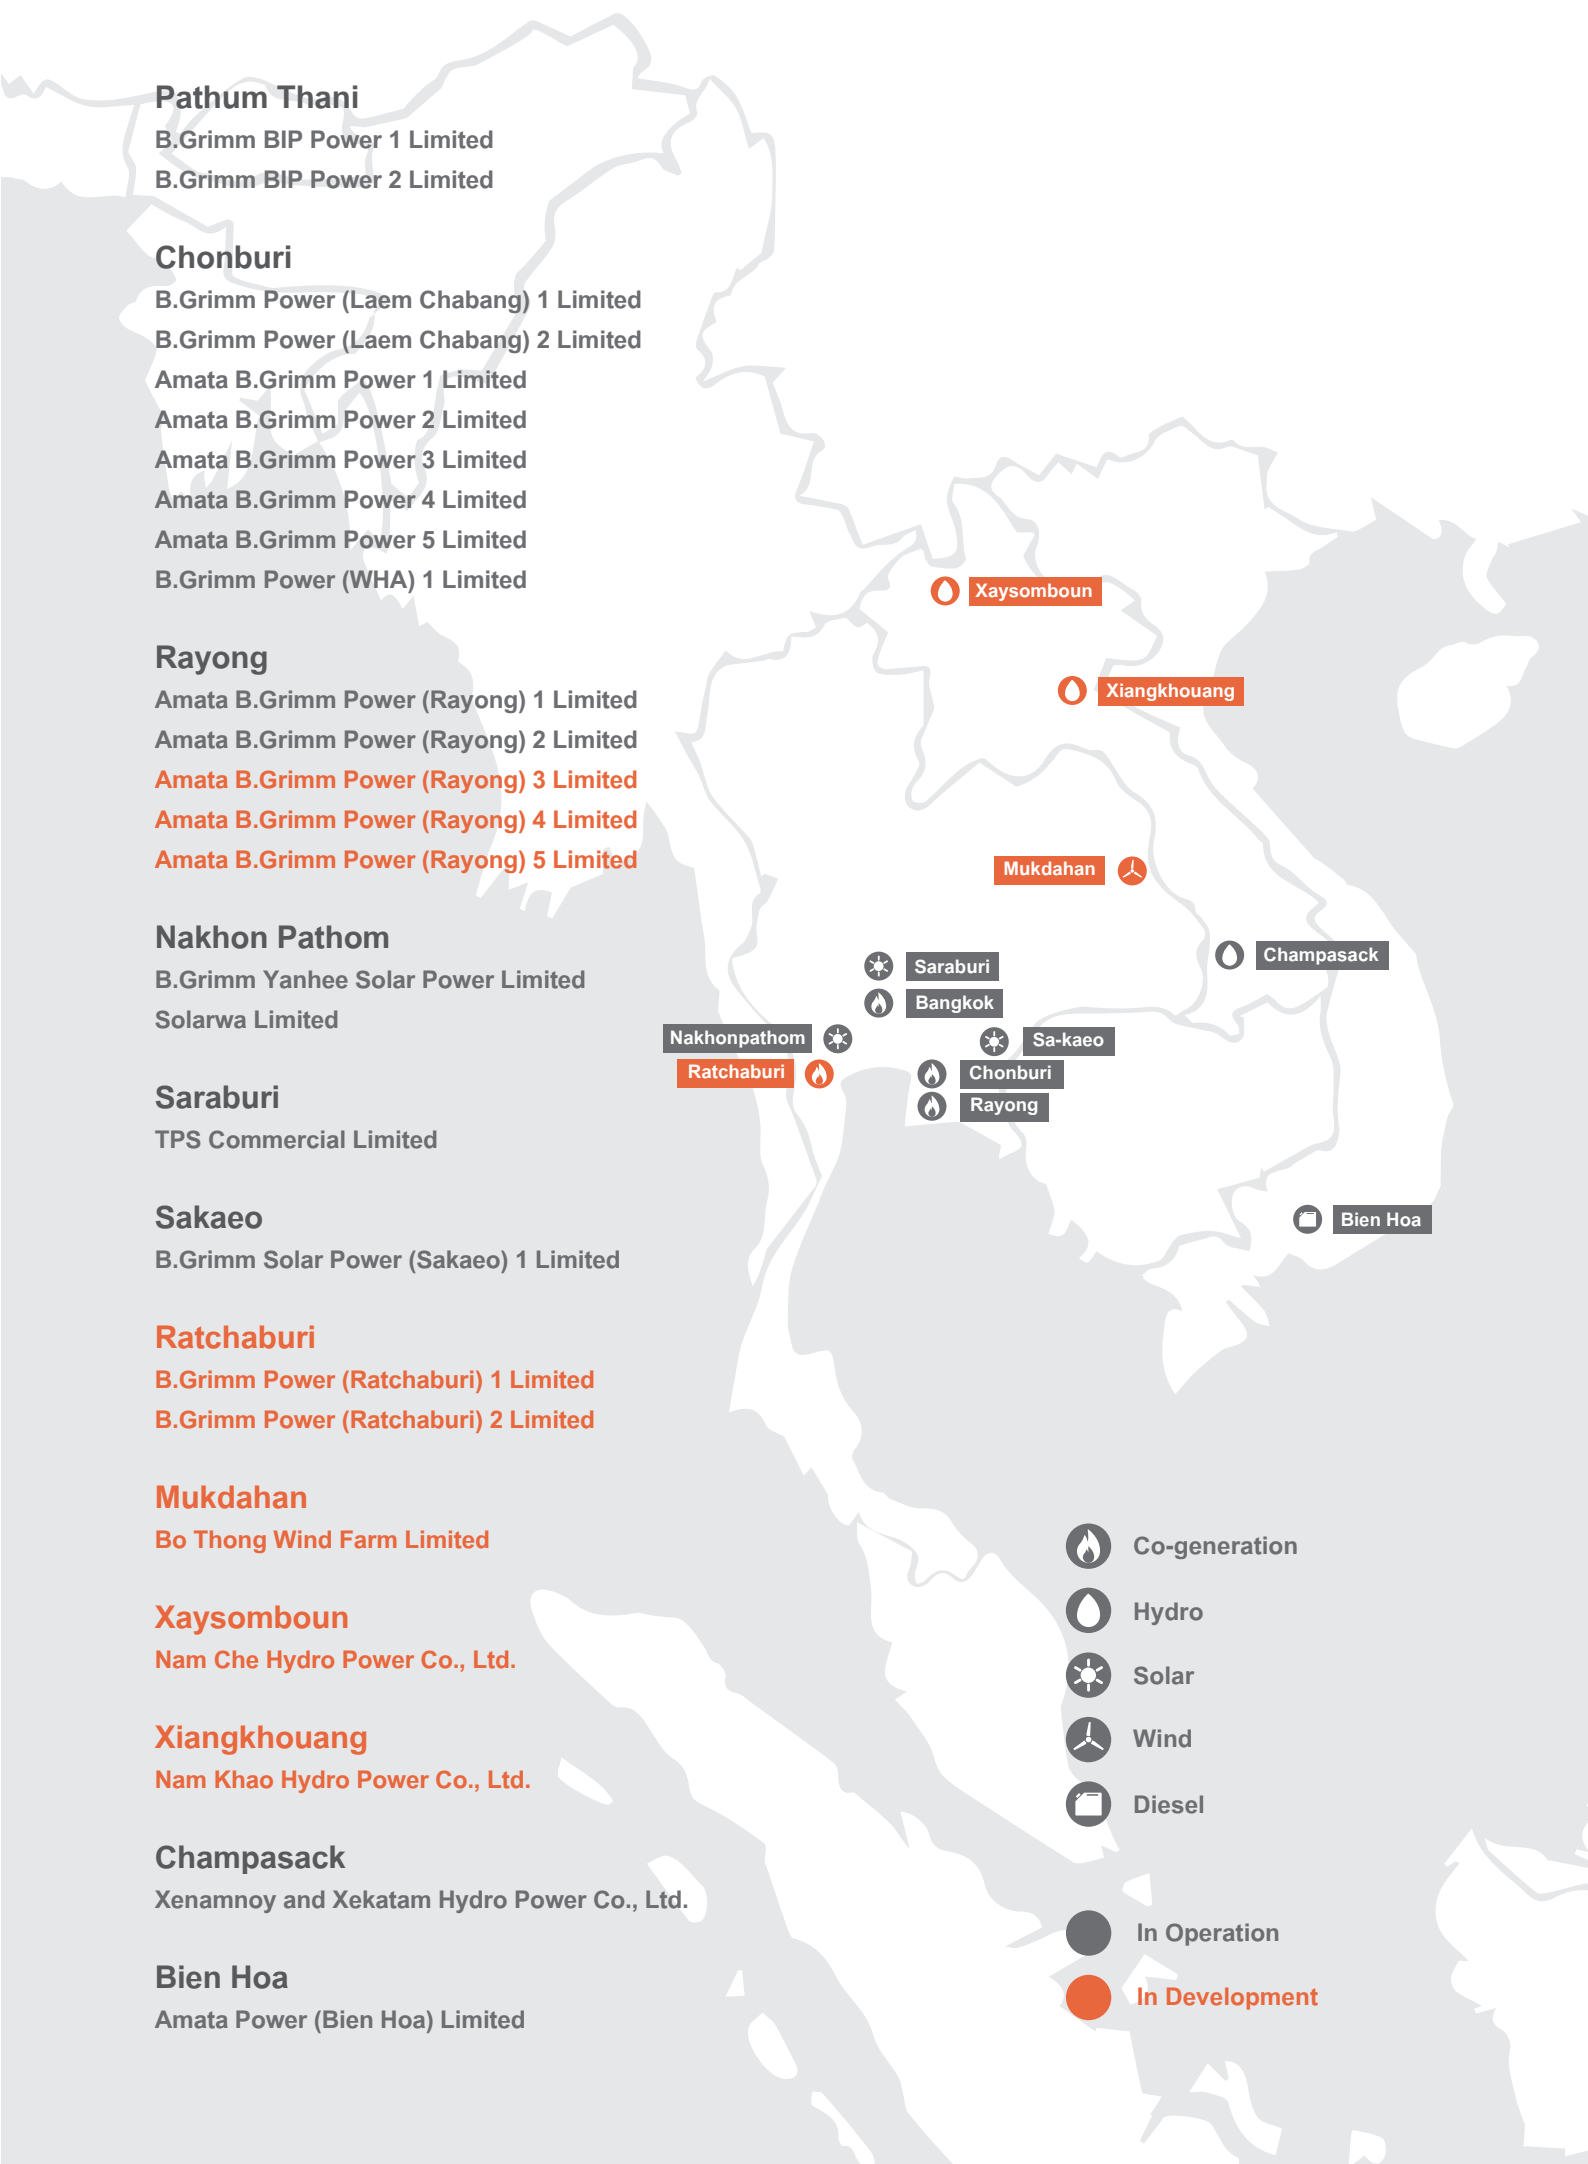 Pathum Thani
B.Grimm BIP Power 1 Limited
B.Grimm BIP Power 2 Limited
Chonburi
B.Grimm Power (Laem Chabang) 1 Limited
B.Grimm Power (Laem Chabang) 2 Limited
Amata B.Grimm Power 1 Limited
Amata B.Grimm Power 2 Limited
Amata B.Grimm Power 3 Limited
Amata B.Grimm Power 4 Limited
Amata B.Grimm Power 5 Limited
B.Grimm Power (WHA) 1 Limited
Rayong
Amata B.Grimm Power (Rayong) 1 Limited
Amata B.Grimm Power (Rayong) 2 Limited
Amata B.Grimm Power (Rayong) 3 Limited
Amata B.Grimm Power (Rayong) 4 Limited
Amata B.Grimm Power (Rayong) 5 Limited
Nakhon Pathom
B.Grimm Yanhee Solar Power Limited
Solarwa Limited
Saraburi
TPS Commercial Limited
Sakaeo
B.Grimm Solar Power (Sakaeo) 1 Limited
Ratchaburi
B.Grimm Power (Ratchaburi) 1 Limited
B.Grimm Power (Ratchaburi) 2 Limited
Mukdahan
Bo Thong Wind Farm Limited
Xaysomboun
Nam Che Hydro Power Co., Ltd.
Xiangkhouang
Nam Khao Hydro Power Co., Ltd.
Champasack
Xenamnoy and Xekatam Hydro Power Co., Ltd.
Bien Hoa
Amata Power (Bien Hoa) Limited
Xaysomboun
Xiangkhouang
Mukdahan
Champasack
Saraburi
Bangkok
Nakhonpathom
Sa-kaeo
Ratchaburi
Chonburi
Rayong
Bien Hoa
Co-generation
Hydro
Solar
Wind
Diesel
In Operation
In Development